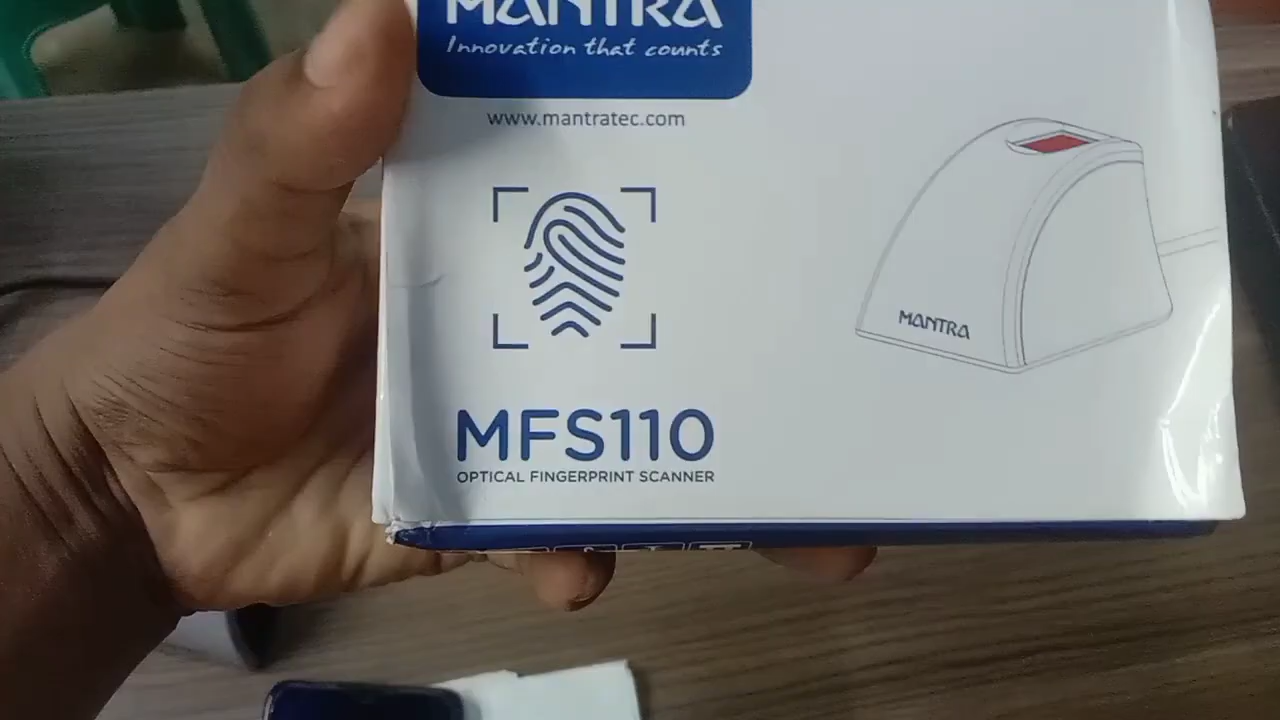 MANTRA
Innovation that counts
www.mantratec.com
MANTRA
MFS110
OPTICAL FINGERPRINT SCANNER